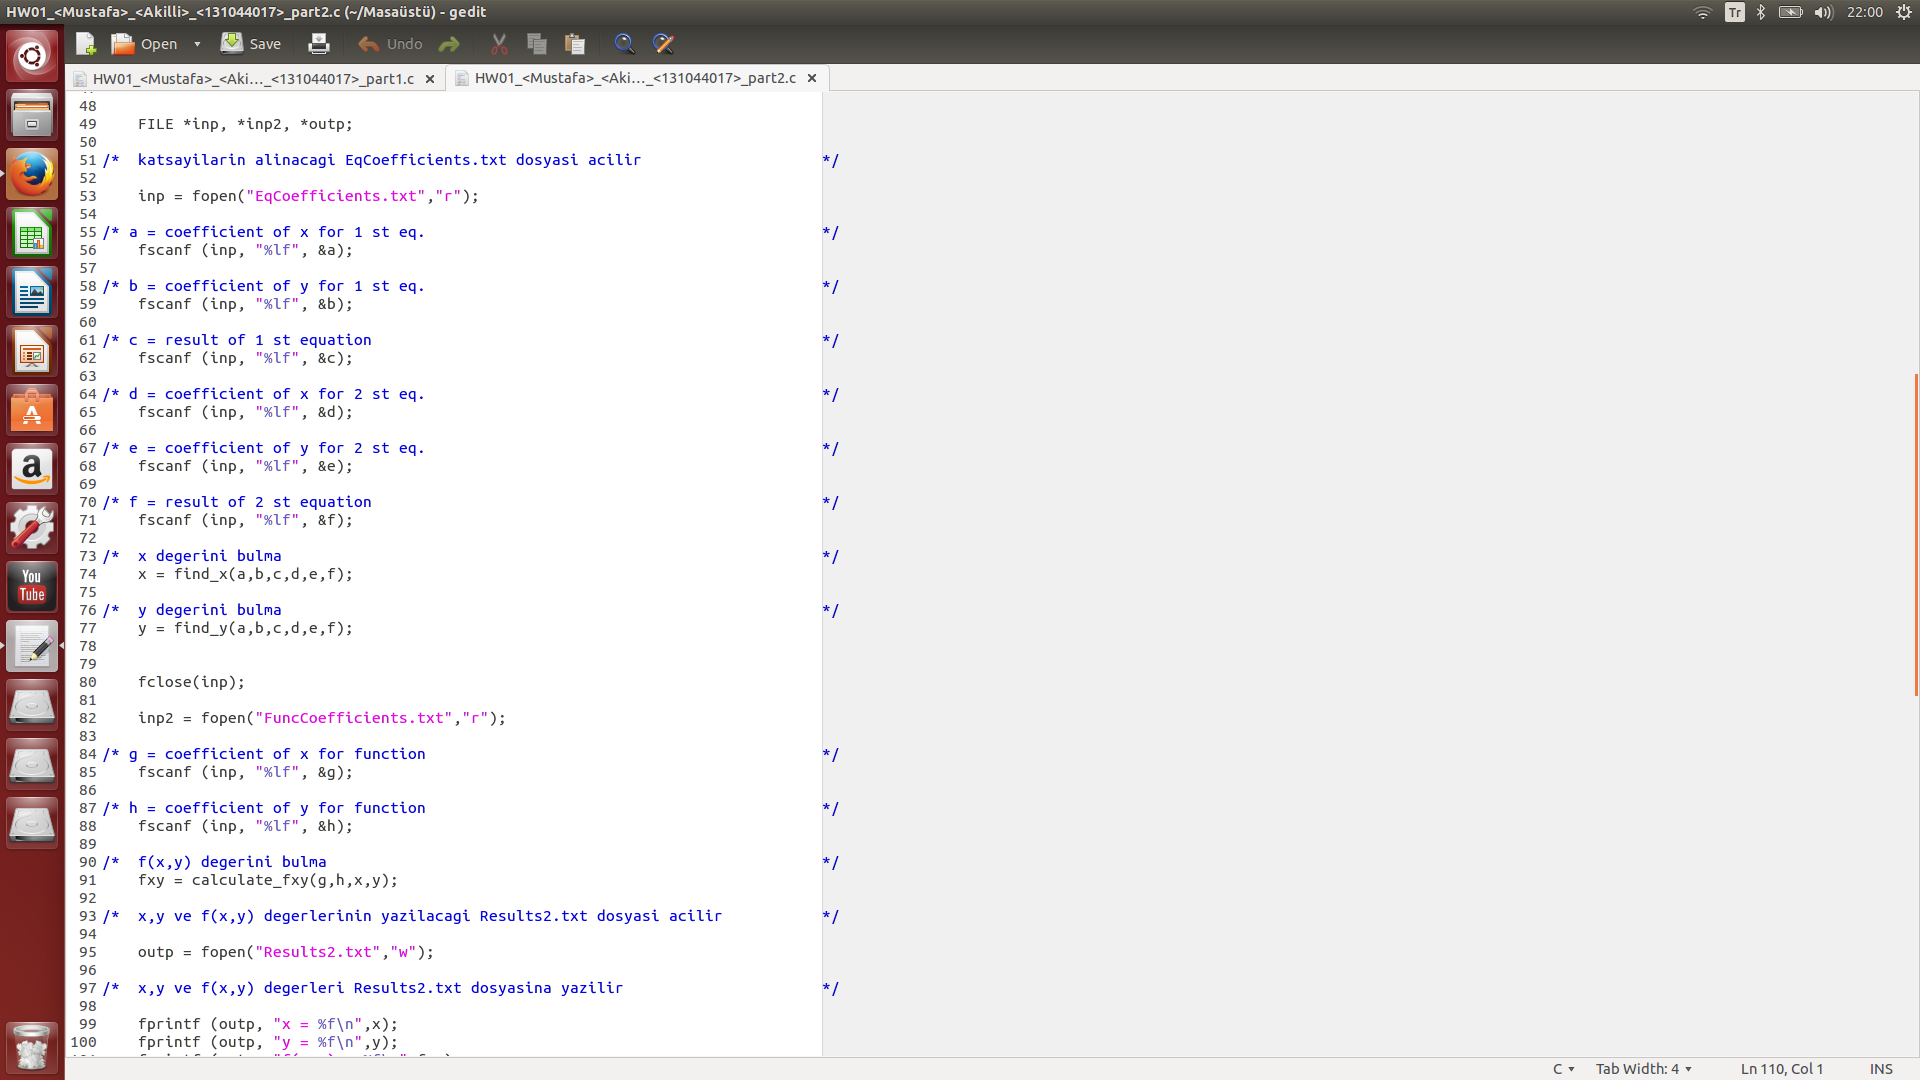 HW01_<Mustafa>_<Akilli>_<131044017>_part2.c (~/Masaüstü) - gedit
Tr
22:00
Open
Save
Undo
HW01_<Mustafa>_<Aki..._<131044017>_part1.c ×
HW01_<Mustafa>_<Aki..._<131044017>_part2.c ×
48
49 FILE *inp, *inp2, *outp;
50
51 /* katsayilarin alinacagi EqCoefficients.txt dosyasi acilir */
52
53 inp = fopen("EqCoefficients.txt","r");
54
55 /* a = coefficient of x for 1 st eq. */
56 fscanf (inp, "%lf", &a);
57
58 /* b = coefficient of y for 1 st eq. */
59 fscanf (inp, "%lf", &b);
60
61 /* c = result of 1 st equation */
62 fscanf (inp, "%lf", &c);
63
64 /* d = coefficient of x for 2 st eq. */
65 fscanf (inp, "%lf", &d);
66
67 /* e = coefficient of y for 2 st eq. */
68 fscanf (inp, "%lf", &e);
69
70 /* f = result of 2 st equation */
71 fscanf (inp, "%lf", &f);
72
73 /* x degerini bulma */
74 x = find_x(a,b,c,d,e,f);
75
76 /* y degerini bulma */
77 y = find_y(a,b,c,d,e,f);
78
79
80 fclose(inp);
81
82 inp2 = fopen("FuncCoefficients.txt","r");
83
84 /* g = coefficient of x for function */
85 fscanf (inp, "%lf", &g);
86
87 /* h = coefficient of y for function */
88 fscanf (inp, "%lf", &h);
89
90 /* f(x,y) degerini bulma */
91 fxy = calculate_fxy(g,h,x,y);
92
93 /* x,y ve f(x,y) degerlerinin yazilacagi Results2.txt dosyasi acilir */
94
95 outp = fopen("Results2.txt","w");
96
97 /* x,y ve f(x,y) degerleri Results2.txt dosyasina yazilir */
98
99 fprintf (outp, "x = %f\n",x);
100 fprintf (outp, "y = %f\n",y);
You
Tube
a
C
Tab Width: 4
Ln 110, Col 1
INS